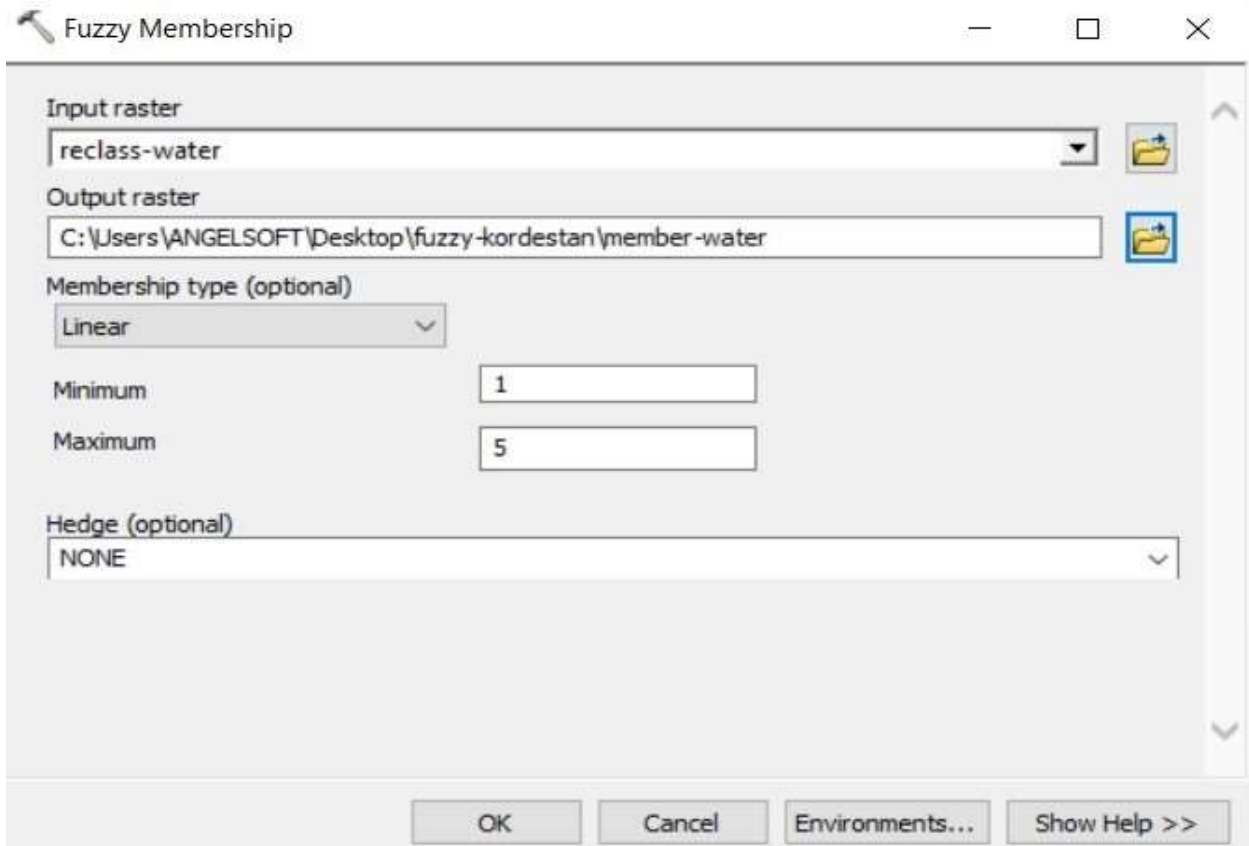 Fuzzy Membership
Input raster
reclass-water
Output raster
C:\Users\ANGELSOFT\Desktop\fuzzy-kordestan\member-water
Membership type (optional)
Linear
Minimum
1
Maximum
5
Hedge (optional)
NONE
OK Cancel Environments... Show Help >>